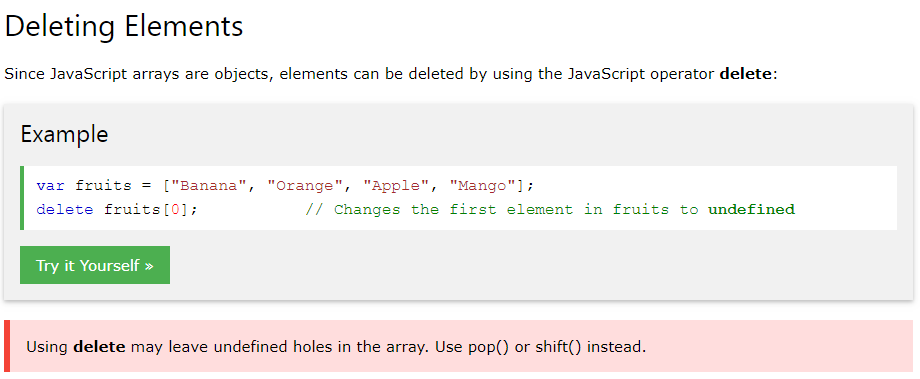 Deleting Elements
Since JavaScript arrays are objects, elements can be deleted by using the JavaScript operator delete:
Example
var fruits = ["Banana", "Orange", "Apple", "Mango"];
delete fruits[0];           // Changes the first element in fruits to undefined
Try it Yourself »
Using delete may leave undefined holes in the array. Use pop() or shift() instead.